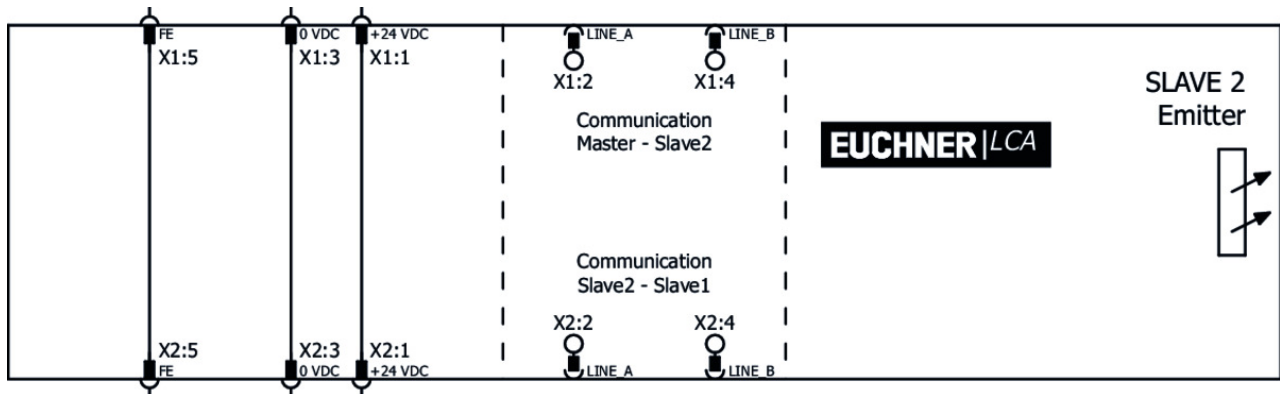 FE
0 VDC
+24 VDC
LINE_A
LINE_B
X1:5
X1:3
X1:1
X1:2
X1:4
SLAVE 2
Emitter
Communication
Master - Slave2
EUCHNER|LCA
Communication
Slave2 - Slave1
X2:2
X2:4
X2:5
X2:3
X2:1
FE
0 VDC
+24 VDC
LINE_A
LINE_B